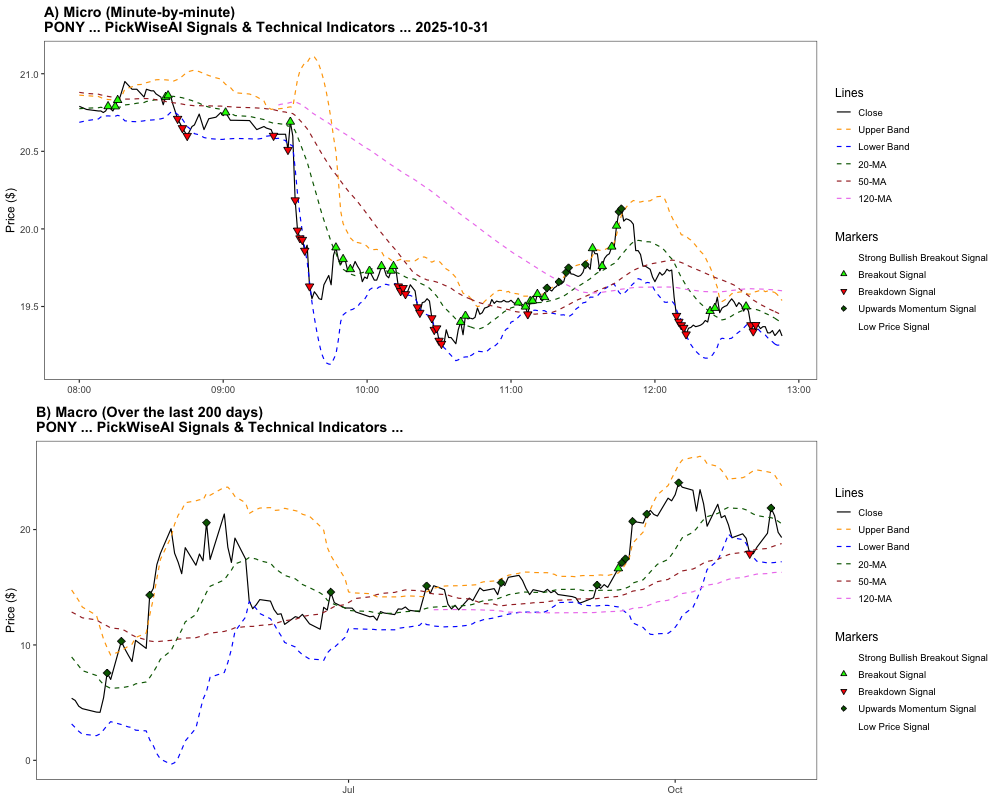 A) Micro (Minute-by-minute)
PONY ... PickWiseAI Signals & Technical Indicators ... 2025-10-31
Price ($)
21.0
20.5
20.0
19.5
08:00
09:00
10:00
11:00
12:00
13:00
Lines
Close
Upper Band
Lower Band
20-MA
50-MA
120-MA
Markers
Strong Bullish Breakout Signal
Breakout Signal
Breakdown Signal
Upwards Momentum Signal
Low Price Signal
B) Macro (Over the last 200 days)
PONY ... PickWiseAI Signals & Technical Indicators ...
Price ($)
20
10
0
Jul
Oct
Lines
Close
Upper Band
Lower Band
20-MA
50-MA
120-MA
Markers
Strong Bullish Breakout Signal
Breakout Signal
Breakdown Signal
Upwards Momentum Signal
Low Price Signal